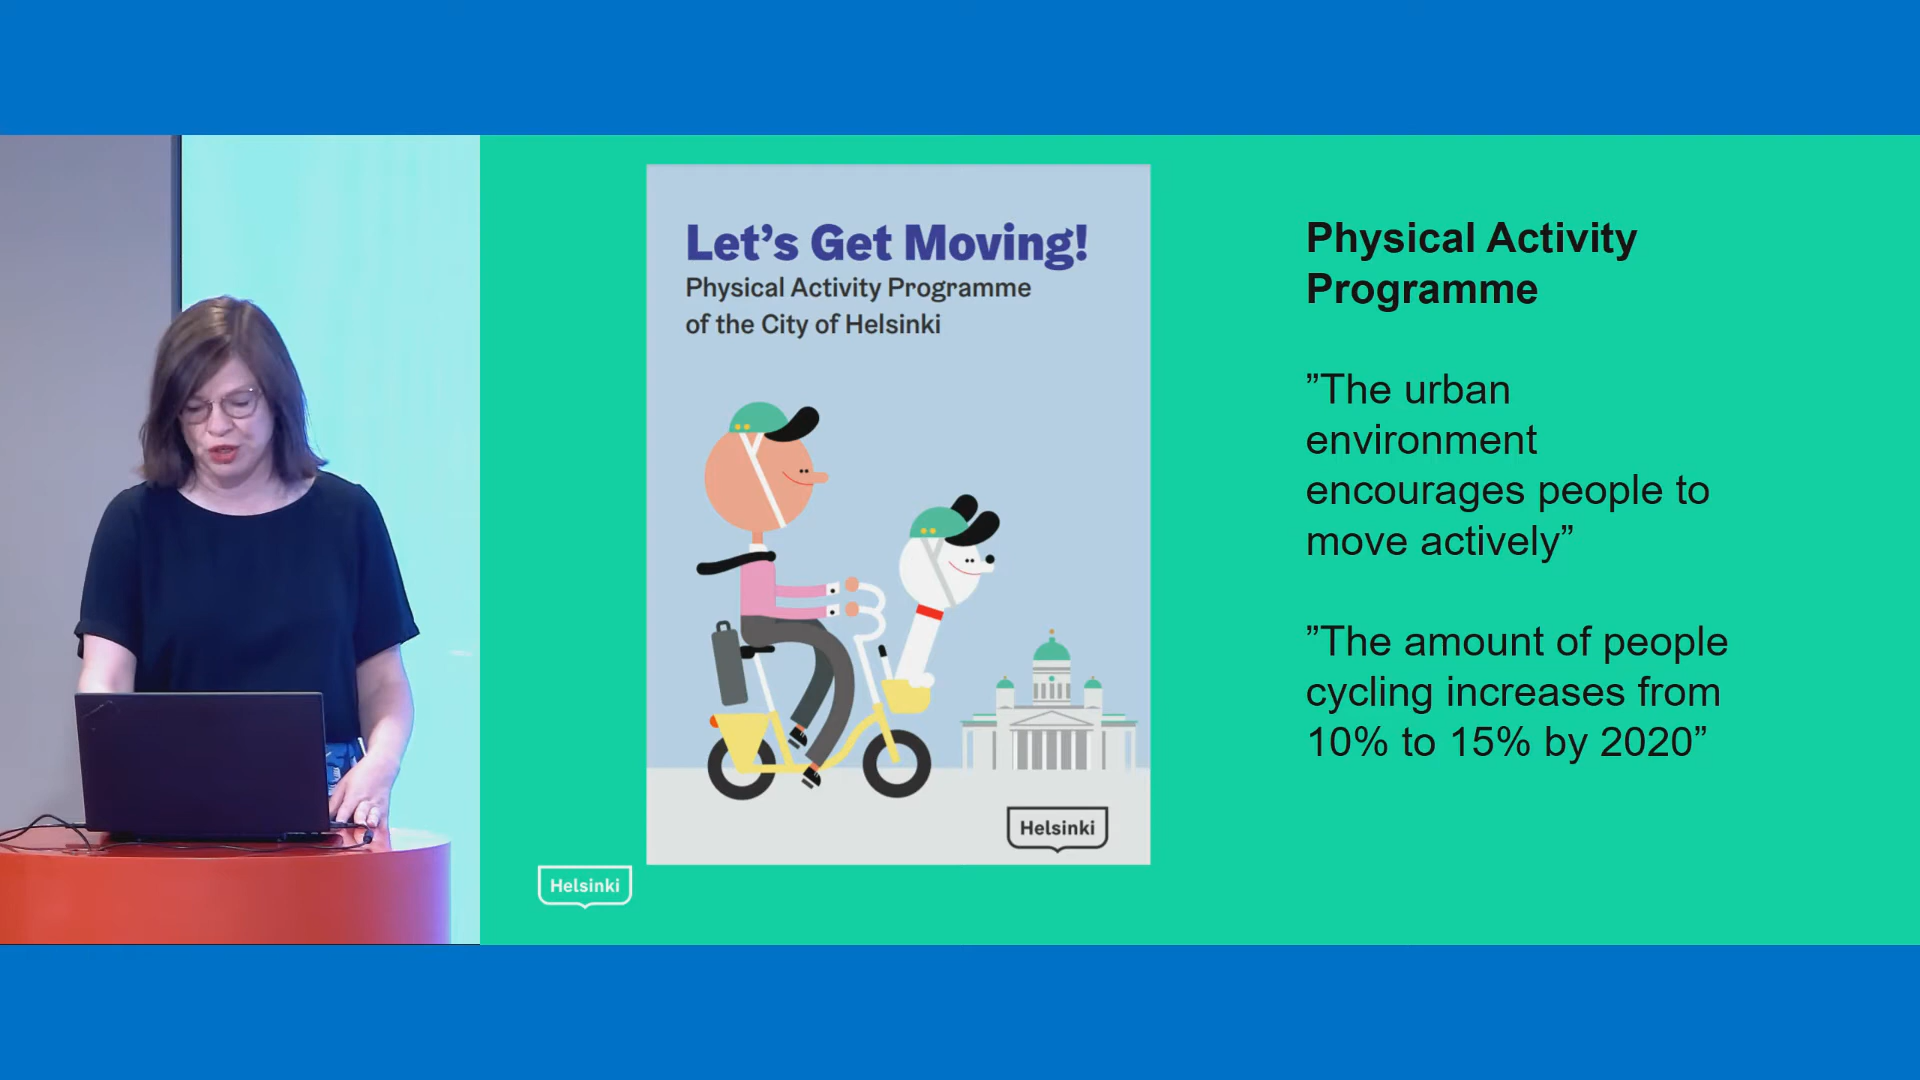 Let's Get Moving!
Physical Activity Programme
of the City of Helsinki
Helsinki
Helsinki
Physical Activity
Programme
”The urban
environment
encourages people to
move actively”
”The amount of people
cycling increases from
10% to 15% by 2020”